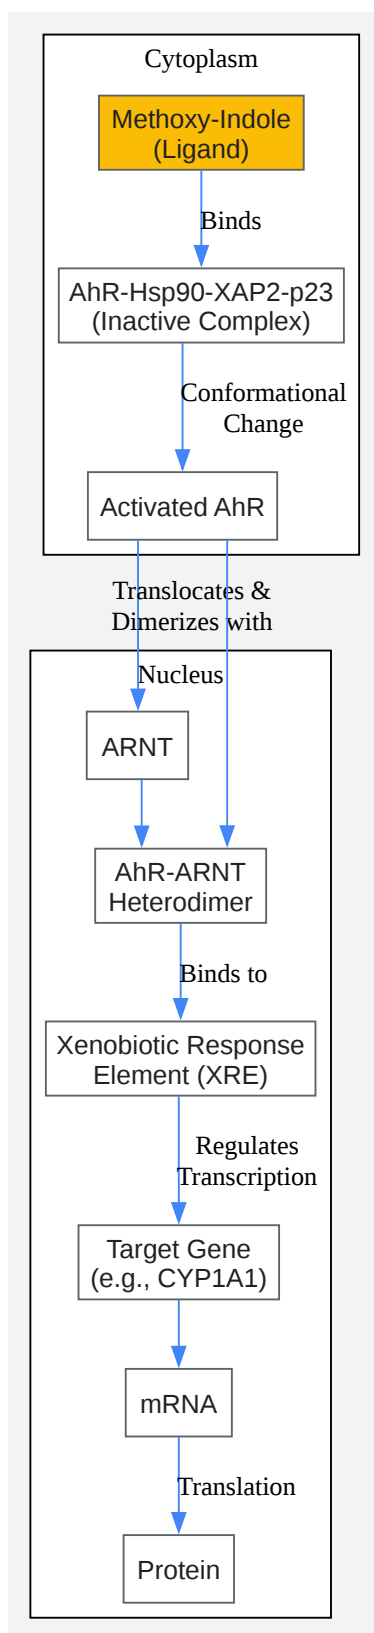 Cytoplasm
Methoxy-Indole
(Ligand)
Binds
AhR-Hsp90-XAP2-p23
(Inactive Complex)
Conformational
Change
Activated AhR
Translocates &
Dimerizes with
Nucleus
ARNT
AhR-ARNT
Heterodimer
Binds to
Xenobiotic Response
Element (XRE)
Regulates
Transcription
Target Gene
(e.g., CYP1A1)
mRNA
Translation
Protein